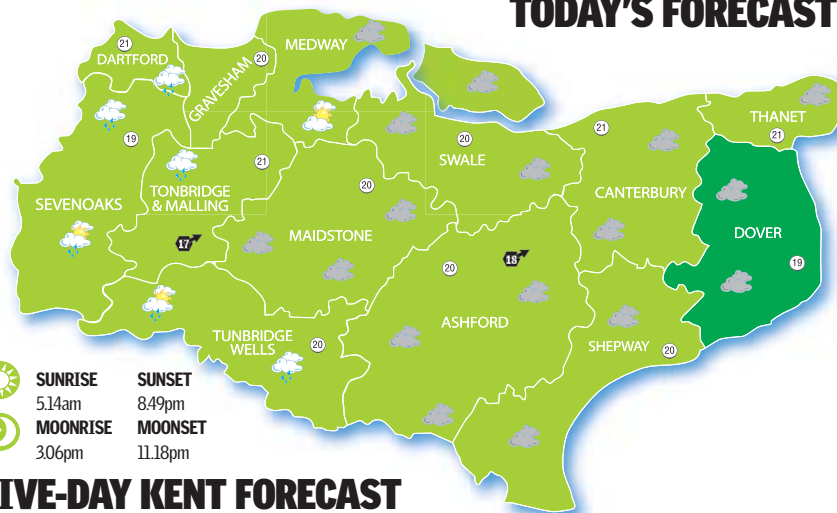 TODAY'S FORECAST
MEDWAY
21
DARTFORD
20
GRAVESHAM
THANET
21
21
19
20
SWALE
21
TONBRIDGE
& MALLING
20
CANTERBURY
SEVENOAKS
17
MAIDSTONE
DOVER
18
20
19
ASHFORD
TUNBRIDGE
WELLS
20
SHEPWAY
20
SUNRISE SUNSET
5.14am 8.49pm
MOONRISE MOONSET
3.06pm 11.18pm
IVE-DAY KENT FORECAST